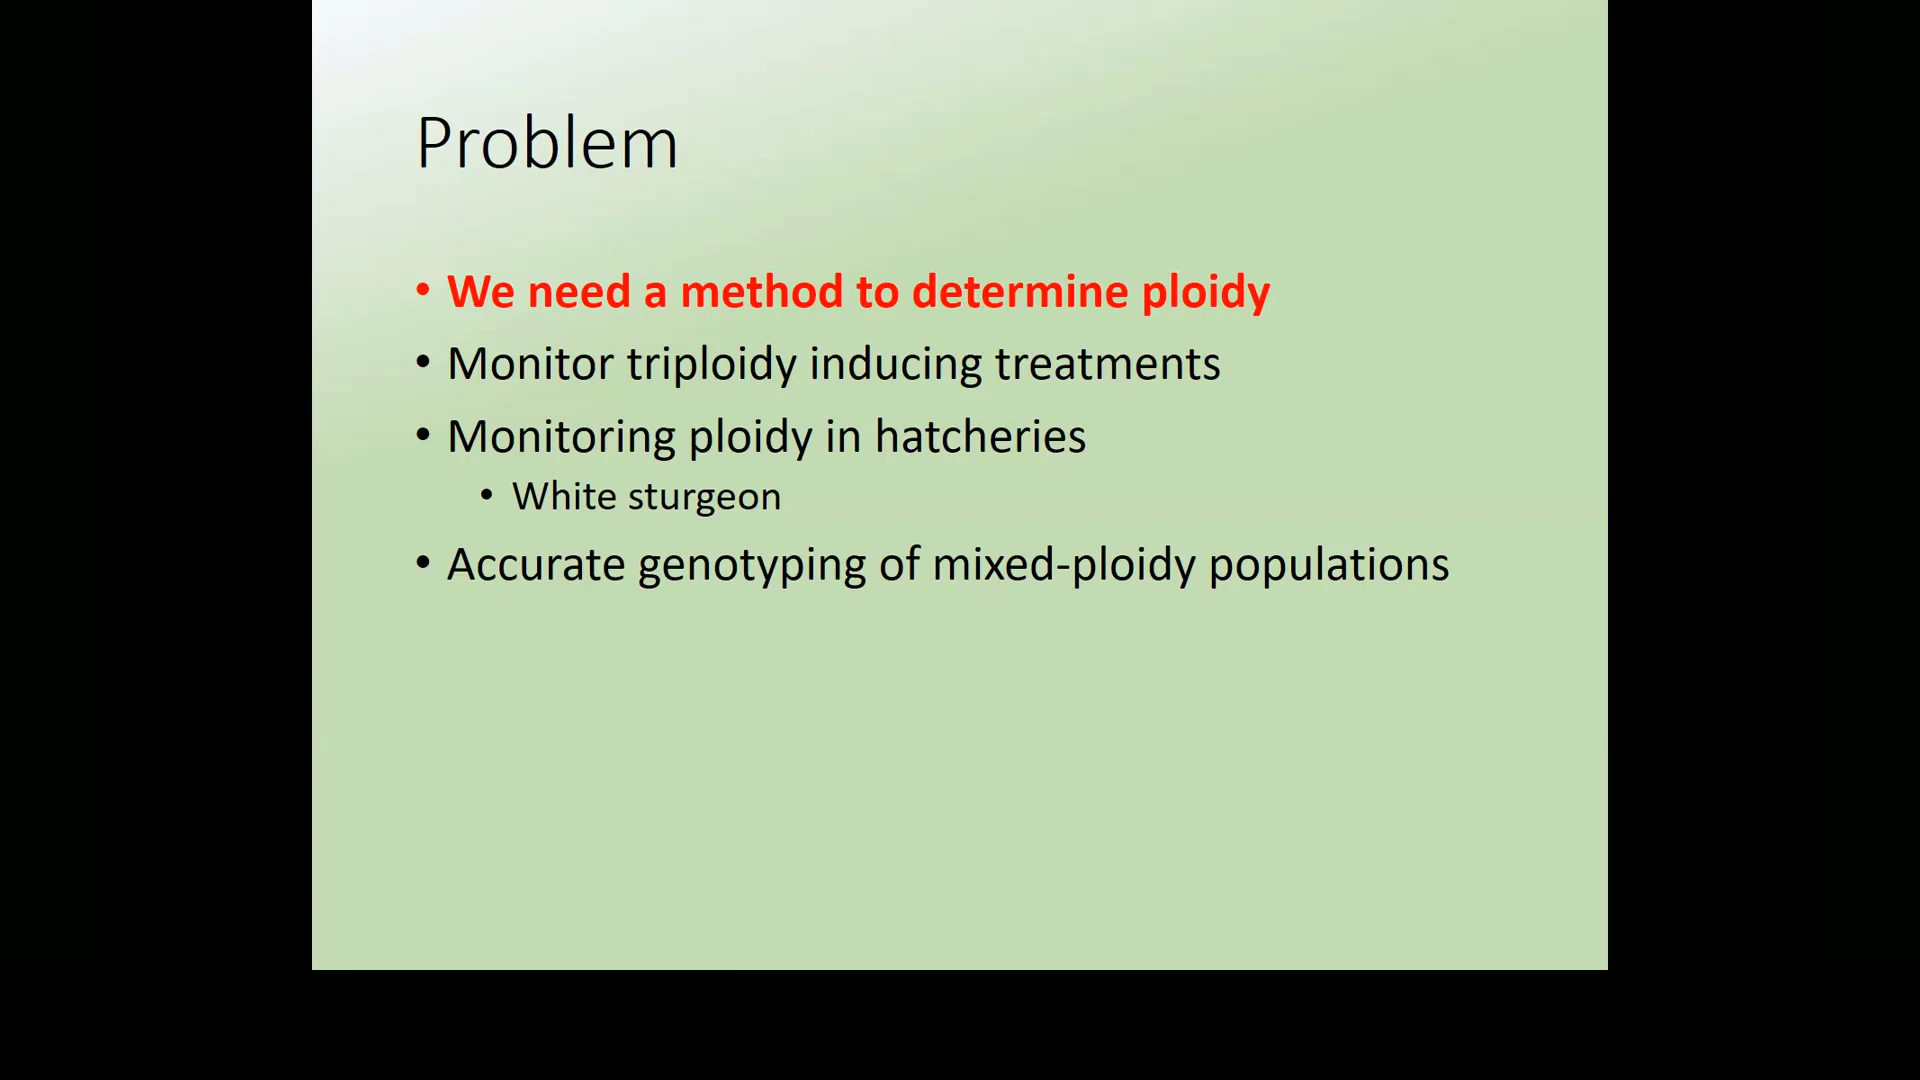 Problem
• We need a method to determine ploidy
• Monitor triploidy inducing treatments
• Monitoring ploidy in hatcheries
• White sturgeon
• Accurate genotyping of mixed-ploidy populations